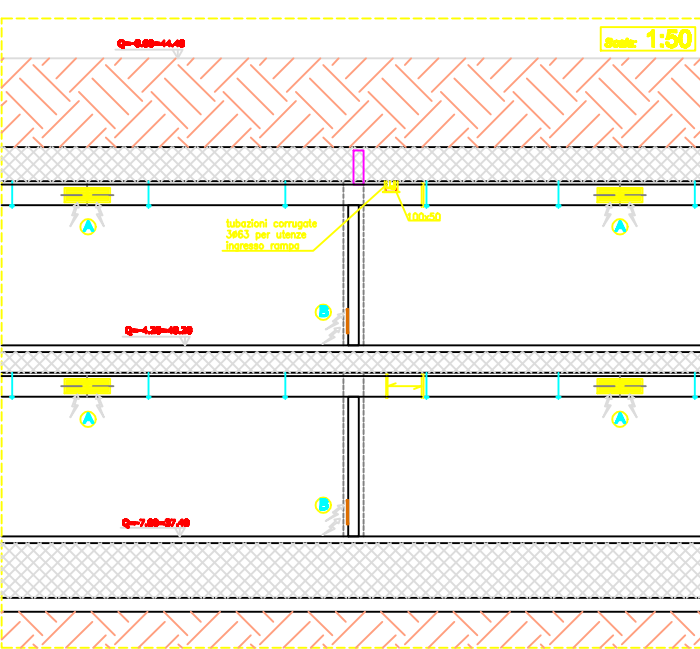 Scala: 1:50
A
A
tubazioni corrugate
3Ø63 per utenze
ingresso rampa
100x50
B
A
A
B